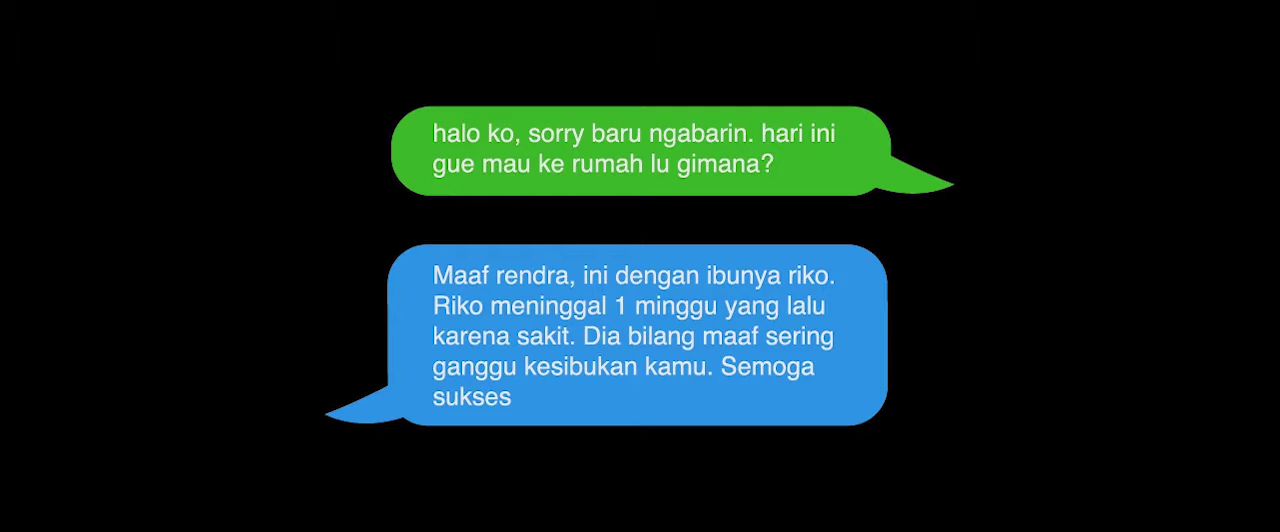 halo ko, sorry baru ngabarin. hari ini
gue mau ke rumah lu gimana?
Maaf rendra, ini dengan ibunya riko.
Riko meninggal 1 minggu yang lalu
karena sakit. Dia bilang maaf sering
ganggu kesibukan kamu. Semoga
sukses